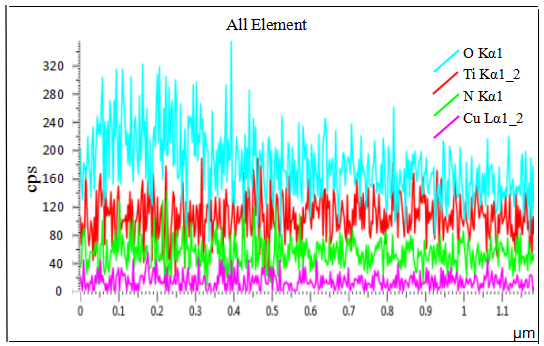 All Element
O Kα1
Ti Kα1_2
N Kα1
Cu Lα1_2
cps
320
280
240
200
160
120
80
40
0
0 0.1 0.2 0.3 0.4 0.5 0.6 0.7 0.8 0.9 1 1.1
μm